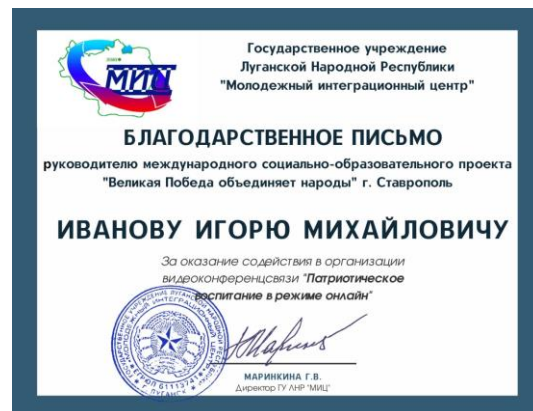 МИЦ
Государственное учреждение
Луганской Народной Республики
"Молодежный интеграционный центр"
БЛАГОДАРСТВЕННОЕ ПИСЬМО
руководителю международного социально-образовательного проекта
"Великая Победа объединяет народы" г. Ставрополь
ИВАНОВУ ИГОРЮ МИХАЙЛОВИЧУ
За оказание содействия в организации
видеоконференцсвязи "Патриотическое
воспитание в режиме онлайн"
МАРИНКИНА Г.В.
Директор ГУ ЛНР "МИЦ"